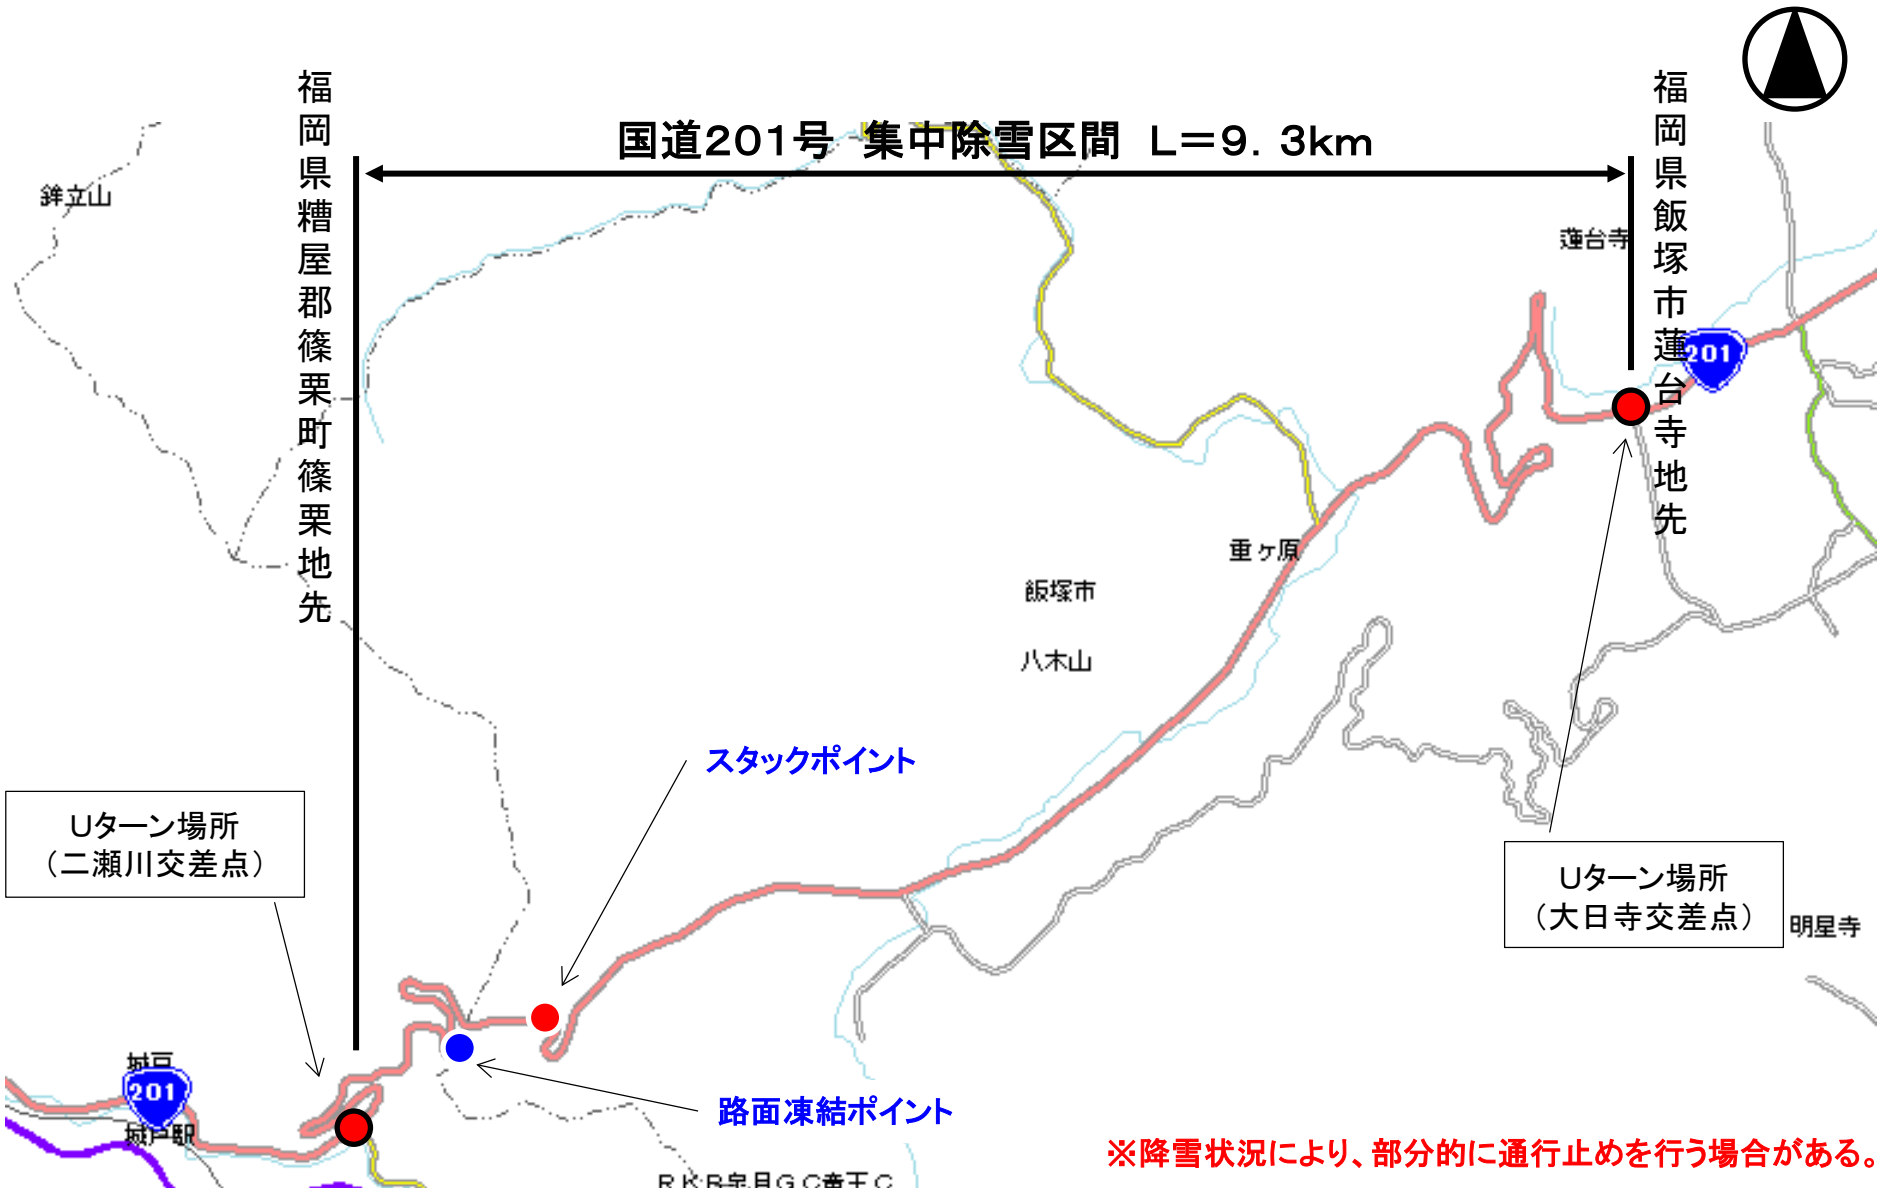 国道201号　集中除雪区間　L＝9．3km
福岡県糟屋郡篠栗町篠栗地先
福岡県飯塚市蓮台寺地先
鉾立山
蓮台寺
201
重ヶ原
飯塚市
八木山
スタックポイント
Uターン場所
（二瀬川交差点）
Uターン場所
（大日寺交差点）
明星寺
城戸
201
城戸駅
路面凍結ポイント
※降雪状況により、部分的に通行止めを行う場合がある。